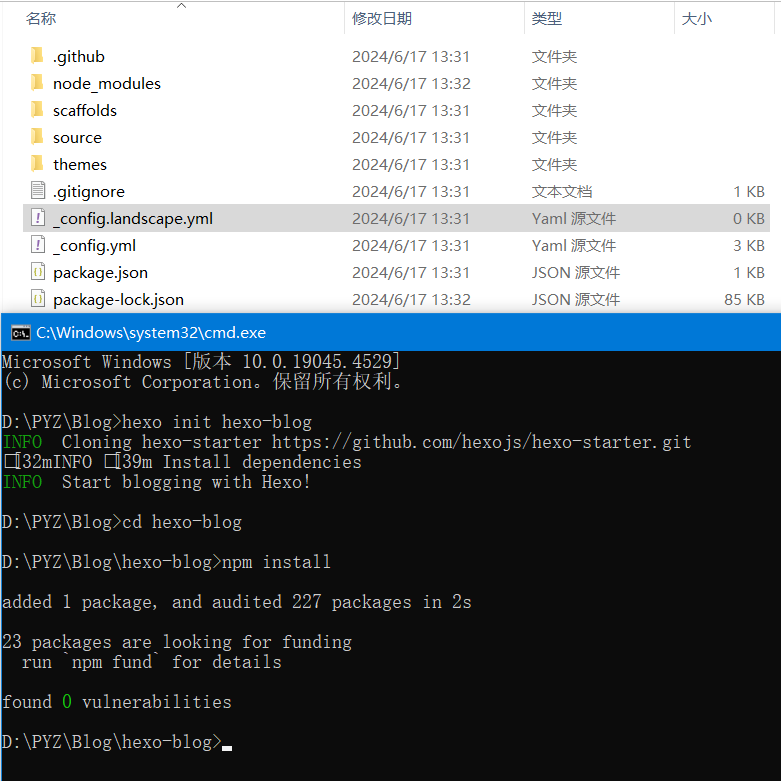 名称 修改日期 类型 大小
.github 2024/6/17 13:31 文件夹
node_modules 2024/6/17 13:32 文件夹
scaffolds 2024/6/17 13:31 文件夹
source 2024/6/17 13:31 文件夹
themes 2024/6/17 13:31 文件夹
.gitignore 2024/6/17 13:31 文本文档 1 KB
_config.landscape.yml 2024/6/17 13:31 Yaml 源文件 0 KB
_config.yml 2024/6/17 13:31 Yaml 源文件 3 KB
package.json 2024/6/17 13:31 JSON 源文件 1 KB
package-lock.json 2024/6/17 13:32 JSON 源文件 85 KB
C:\Windows\system32\cmd.exe
Microsoft Windows [版本 10.0.19045.4529]
(c) Microsoft Corporation。保留所有权利。
D:\PYZ\Blog>hexo init hexo-blog
INFO  Cloning hexo-starter https://github.com/hexojs/hexo-starter.git
□[32mINFO □[39m Install dependencies
INFO  Start blogging with Hexo!
D:\PYZ\Blog>cd hexo-blog
D:\PYZ\Blog\hexo-blog>npm install
added 1 package, and audited 227 packages in 2s
23 packages are looking for funding
  run `npm fund` for details
found 0 vulnerabilities
D:\PYZ\Blog\hexo-blog>